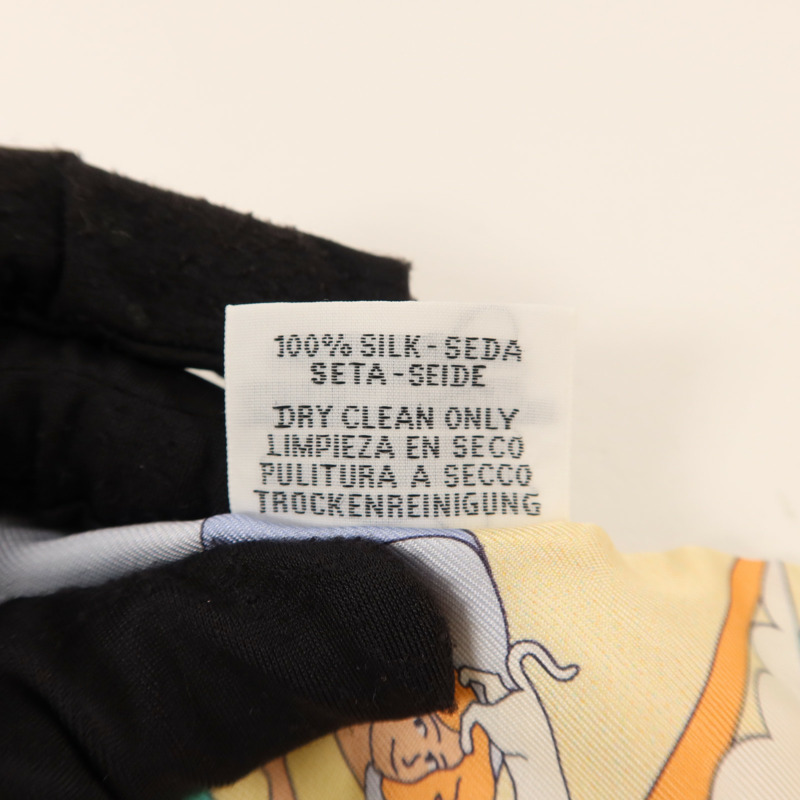 100% SILK - SEDA
SETA - SEIDE
DRY CLEAN ONLY
LIMPIEZA EN SECO
PULITURA A SECCO
TROCKENREINIGUNG